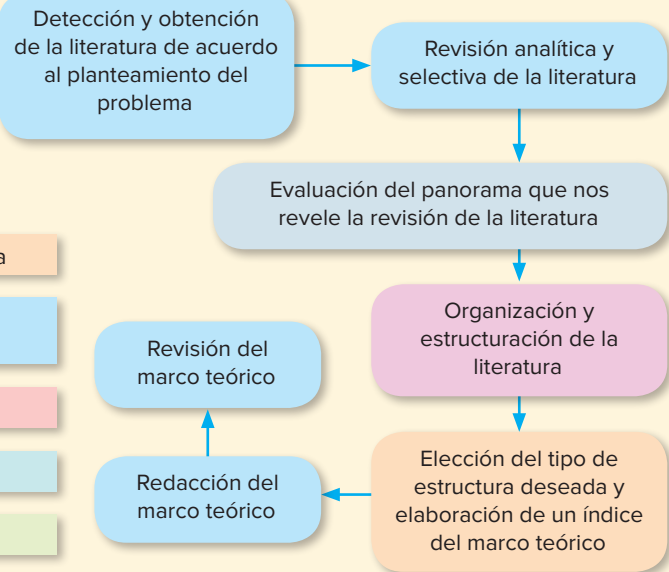 Detección y obtención
de la literatura de acuerdo
al planteamiento del
problema
Revisión analítica y
selectiva de la literatura
Evaluación del panorama que nos
revele la revisión de la literatura
Organización y
estructuración de la
literatura
Elección del tipo de
estructura deseada y
elaboración de un índice
del marco teórico
Redacción del
marco teórico
Revisión del
marco teórico